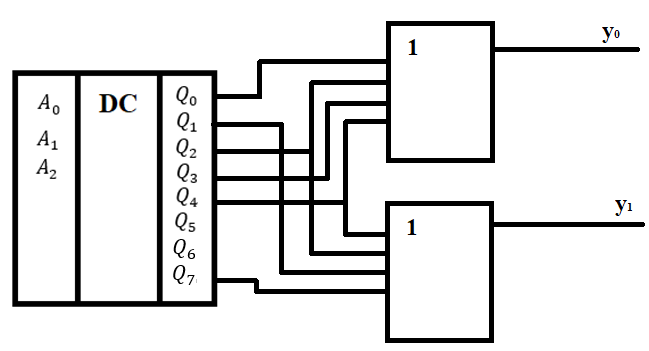 A₀
A₁
A₂
DC
Q₀
Q₁
Q₂
Q₃
Q₄
Q₅
Q₆
Q₇
1
y₀
1
y₁